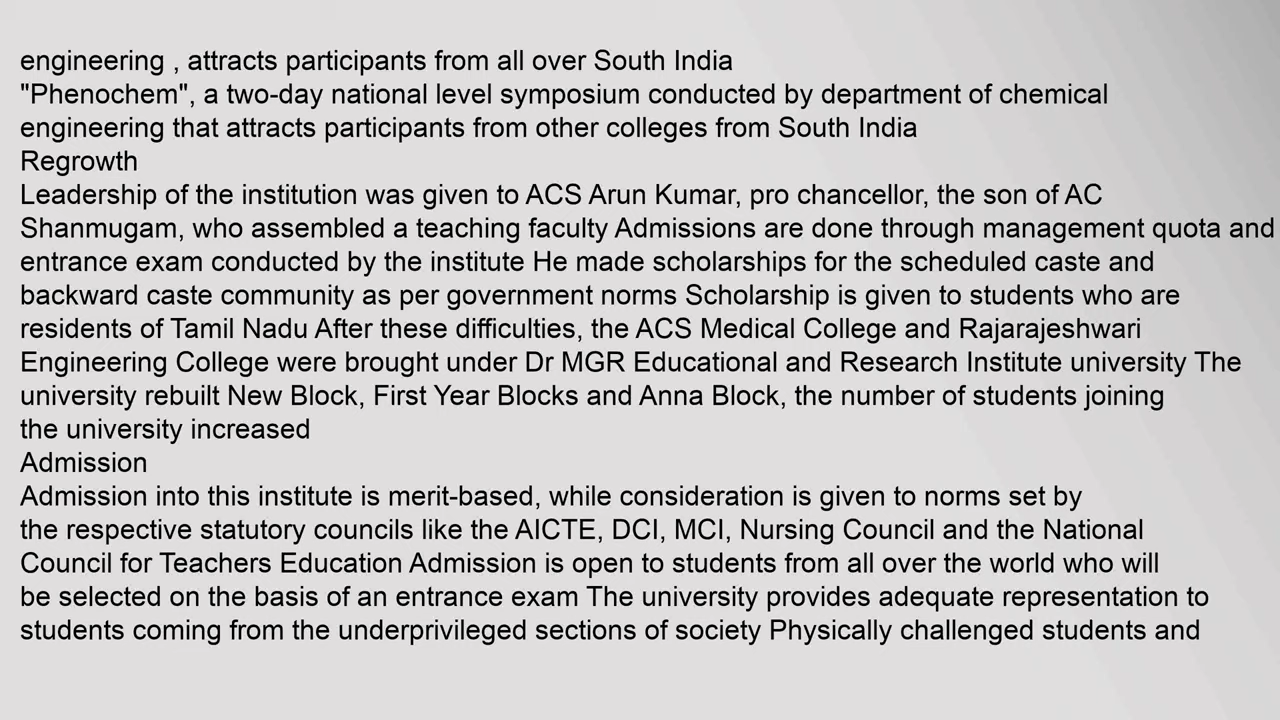 engineering , attracts participants from all over South India
"Phenochem", a two-day national level symposium conducted by department of chemical
engineering that attracts participants from other colleges from South India
Regrowth
Leadership of the institution was given to ACS Arun Kumar, pro chancellor, the son of AC
Shanmugam, who assembled a teaching faculty Admissions are done through management quota and
entrance exam conducted by the institute He made scholarships for the scheduled caste and
backward caste community as per government norms Scholarship is given to students who are
residents of Tamil Nadu After these difficulties, the ACS Medical College and Rajarajeshwari
Engineering College were brought under Dr MGR Educational and Research Institute university The
university rebuilt New Block, First Year Blocks and Anna Block, the number of students joining
the university increased
Admission
Admission into this institute is merit-based, while consideration is given to norms set by
the respective statutory councils like the AICTE, DCI, MCI, Nursing Council and the National
Council for Teachers Education Admission is open to students from all over the world who will
be selected on the basis of an entrance exam The university provides adequate representation to
students coming from the underprivileged sections of society Physically challenged students and